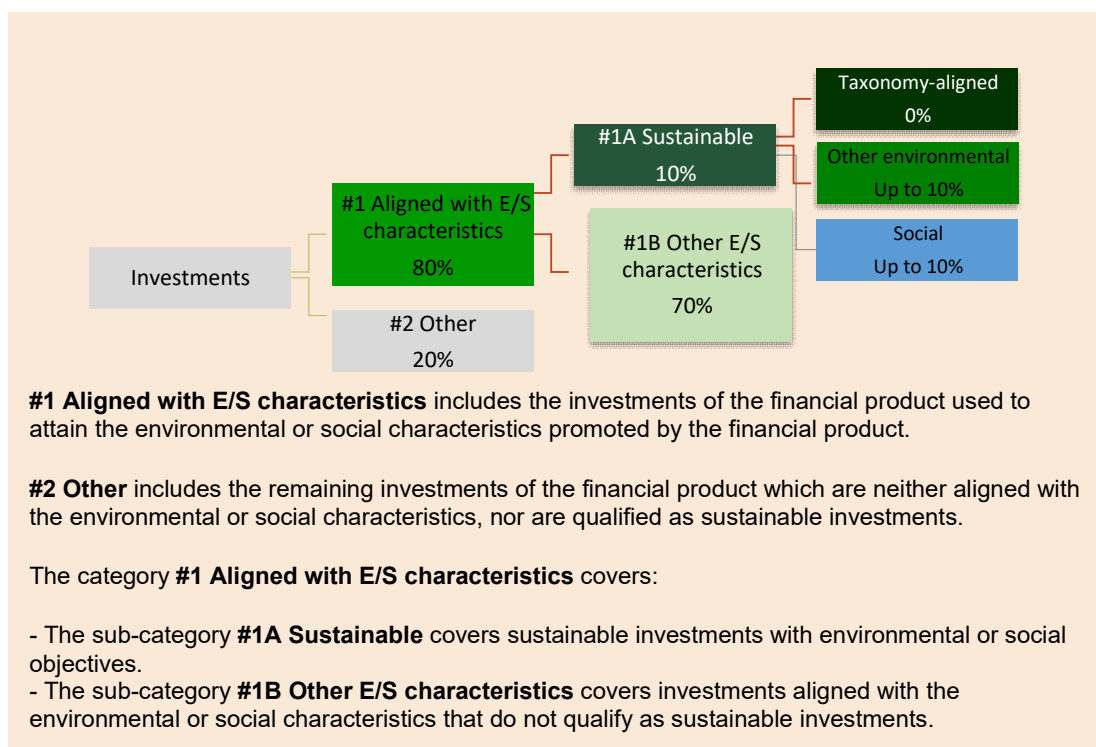 Taxonomy-aligned
0%
#1A Sustainable
10%
Other environmental
Up to 10%
#1 Aligned with E/S
characteristics
80%
#1B Other E/S
characteristics
70%
Social
Up to 10%
Investments
#2 Other
20%
#1 Aligned with E/S characteristics includes the investments of the financial product used to
attain the environmental or social characteristics promoted by the financial product.
#2 Other includes the remaining investments of the financial product which are neither aligned with
the environmental or social characteristics, nor are qualified as sustainable investments.
The category #1 Aligned with E/S characteristics covers:
- The sub-category #1A Sustainable covers sustainable investments with environmental or social
objectives.
- The sub-category #1B Other E/S characteristics covers investments aligned with the
environmental or social characteristics that do not qualify as sustainable investments.